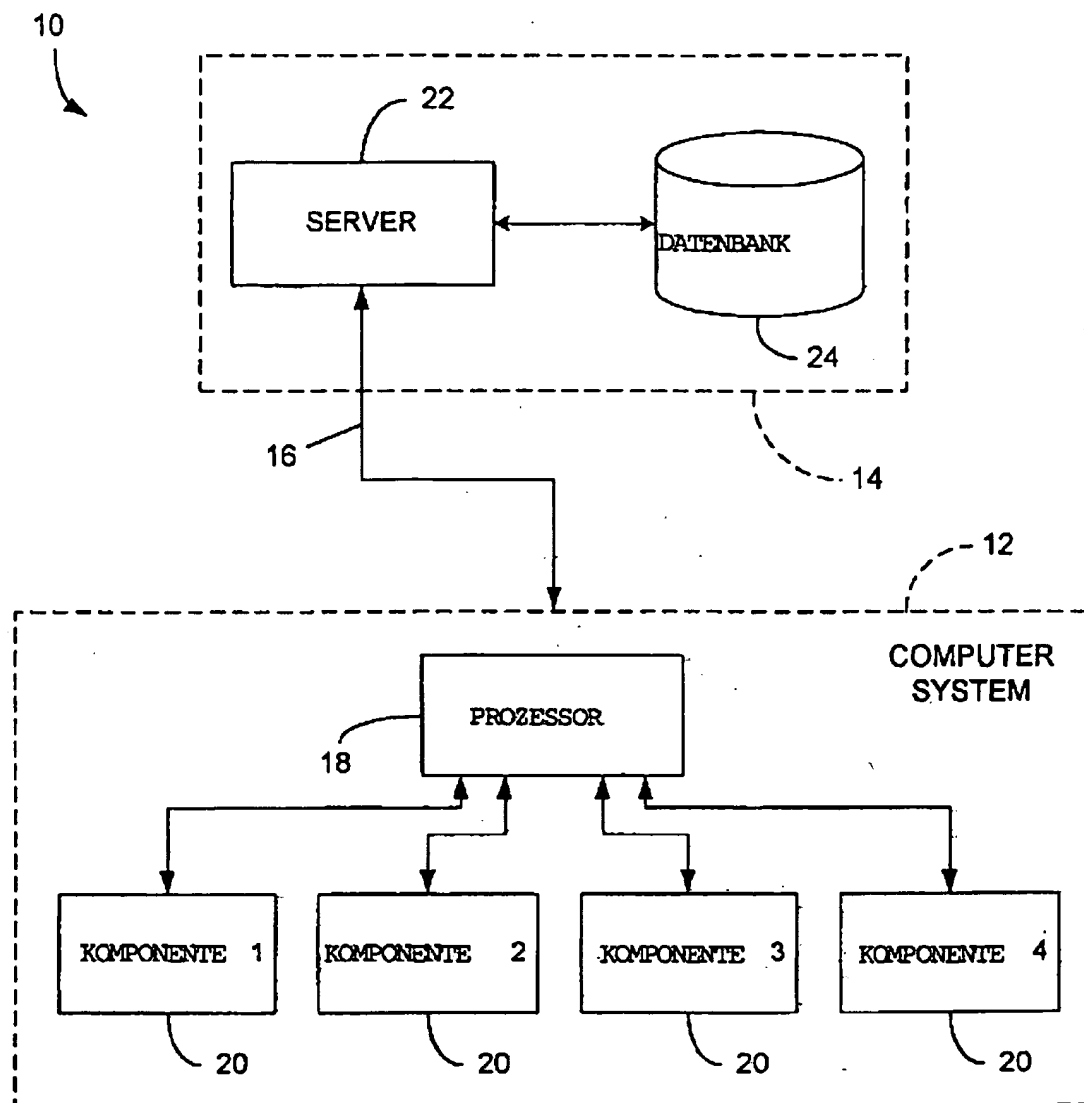 10
22
SERVER
DATENBANK
24
16
14
12
COMPUTER
SYSTEM
PROZESSOR
18
KOMPONENTE 1
KOMPONENTE 2
KOMPONENTE 3
KOMPONENTE 4
20
20
20
20